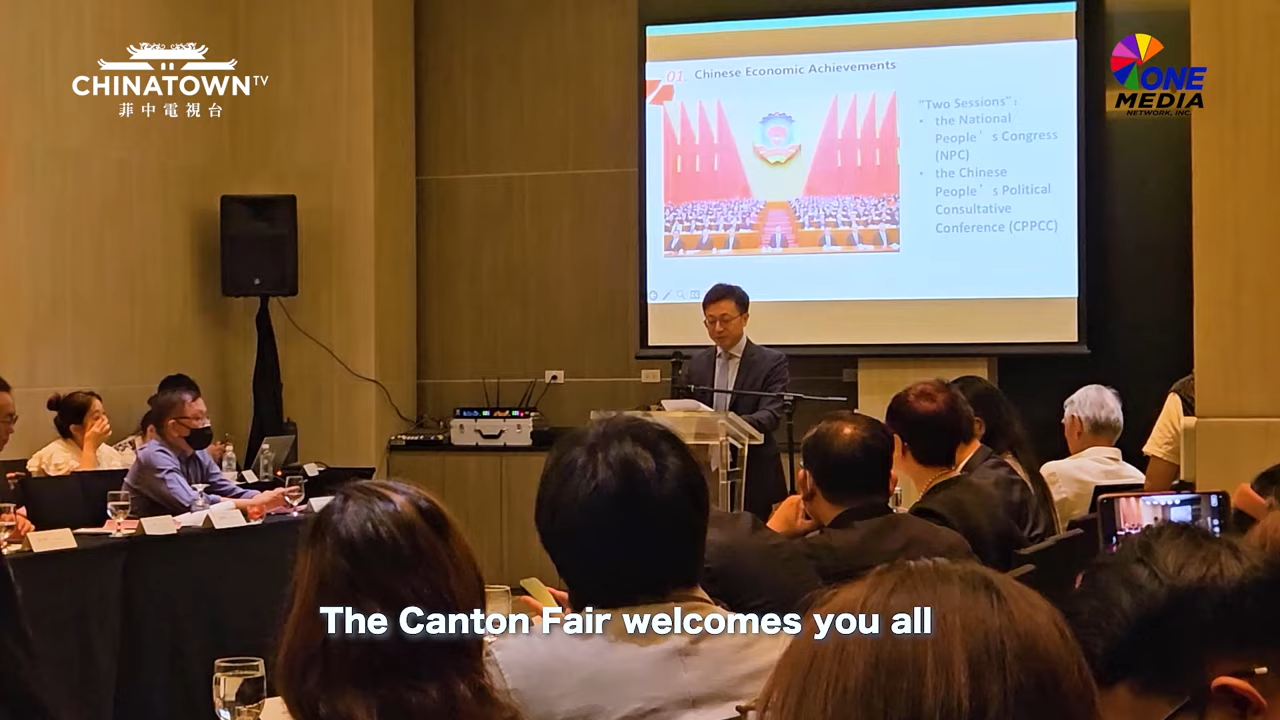 CHINATOWN TV
菲中電視台
ONE
MEDIA
NETWORK, INC.
01. Chinese Economic Achievements
"Two Sessions":
• the National
People's Congress
(NPC)
• the Chinese
People's Political
Consultative
Conference (CPPCC)
The Canton Fair welcomes you all